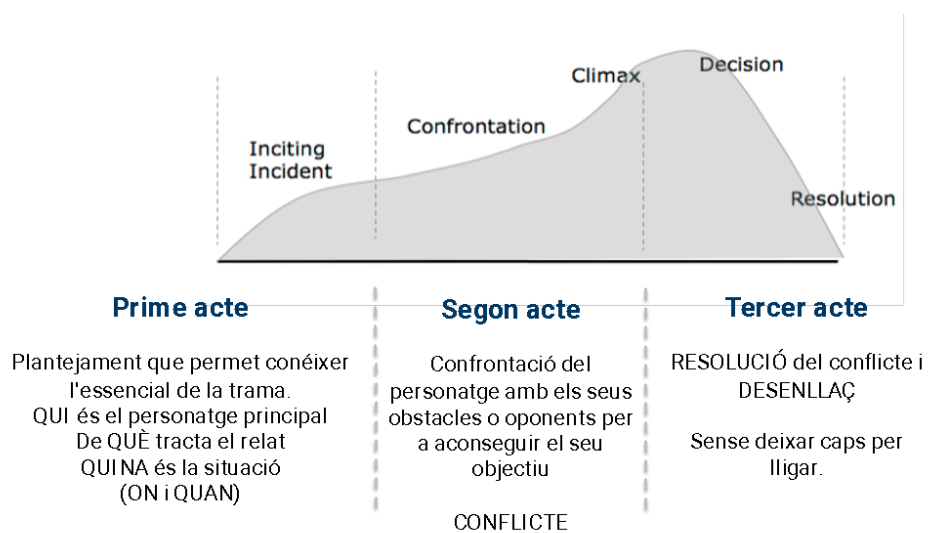 Climax
Decision
Confrontation
Inciting
Incident
Resolution
Prime acte
Plantejament que permet conéixer
l'essencial de la trama.
QUI és el personatge principal
De QUÈ tracta el relat
QUINA és la situació
(ON i QUAN)
Segon acte
Confrontació del
personatge amb els seus
obstacles o oponents per
a aconseguir el seu
objectiu
CONFLICTE
Tercer acte
RESOLUCIÓ del conflicte i
DESENLLAÇ
Sense deixar caps per
lligar.